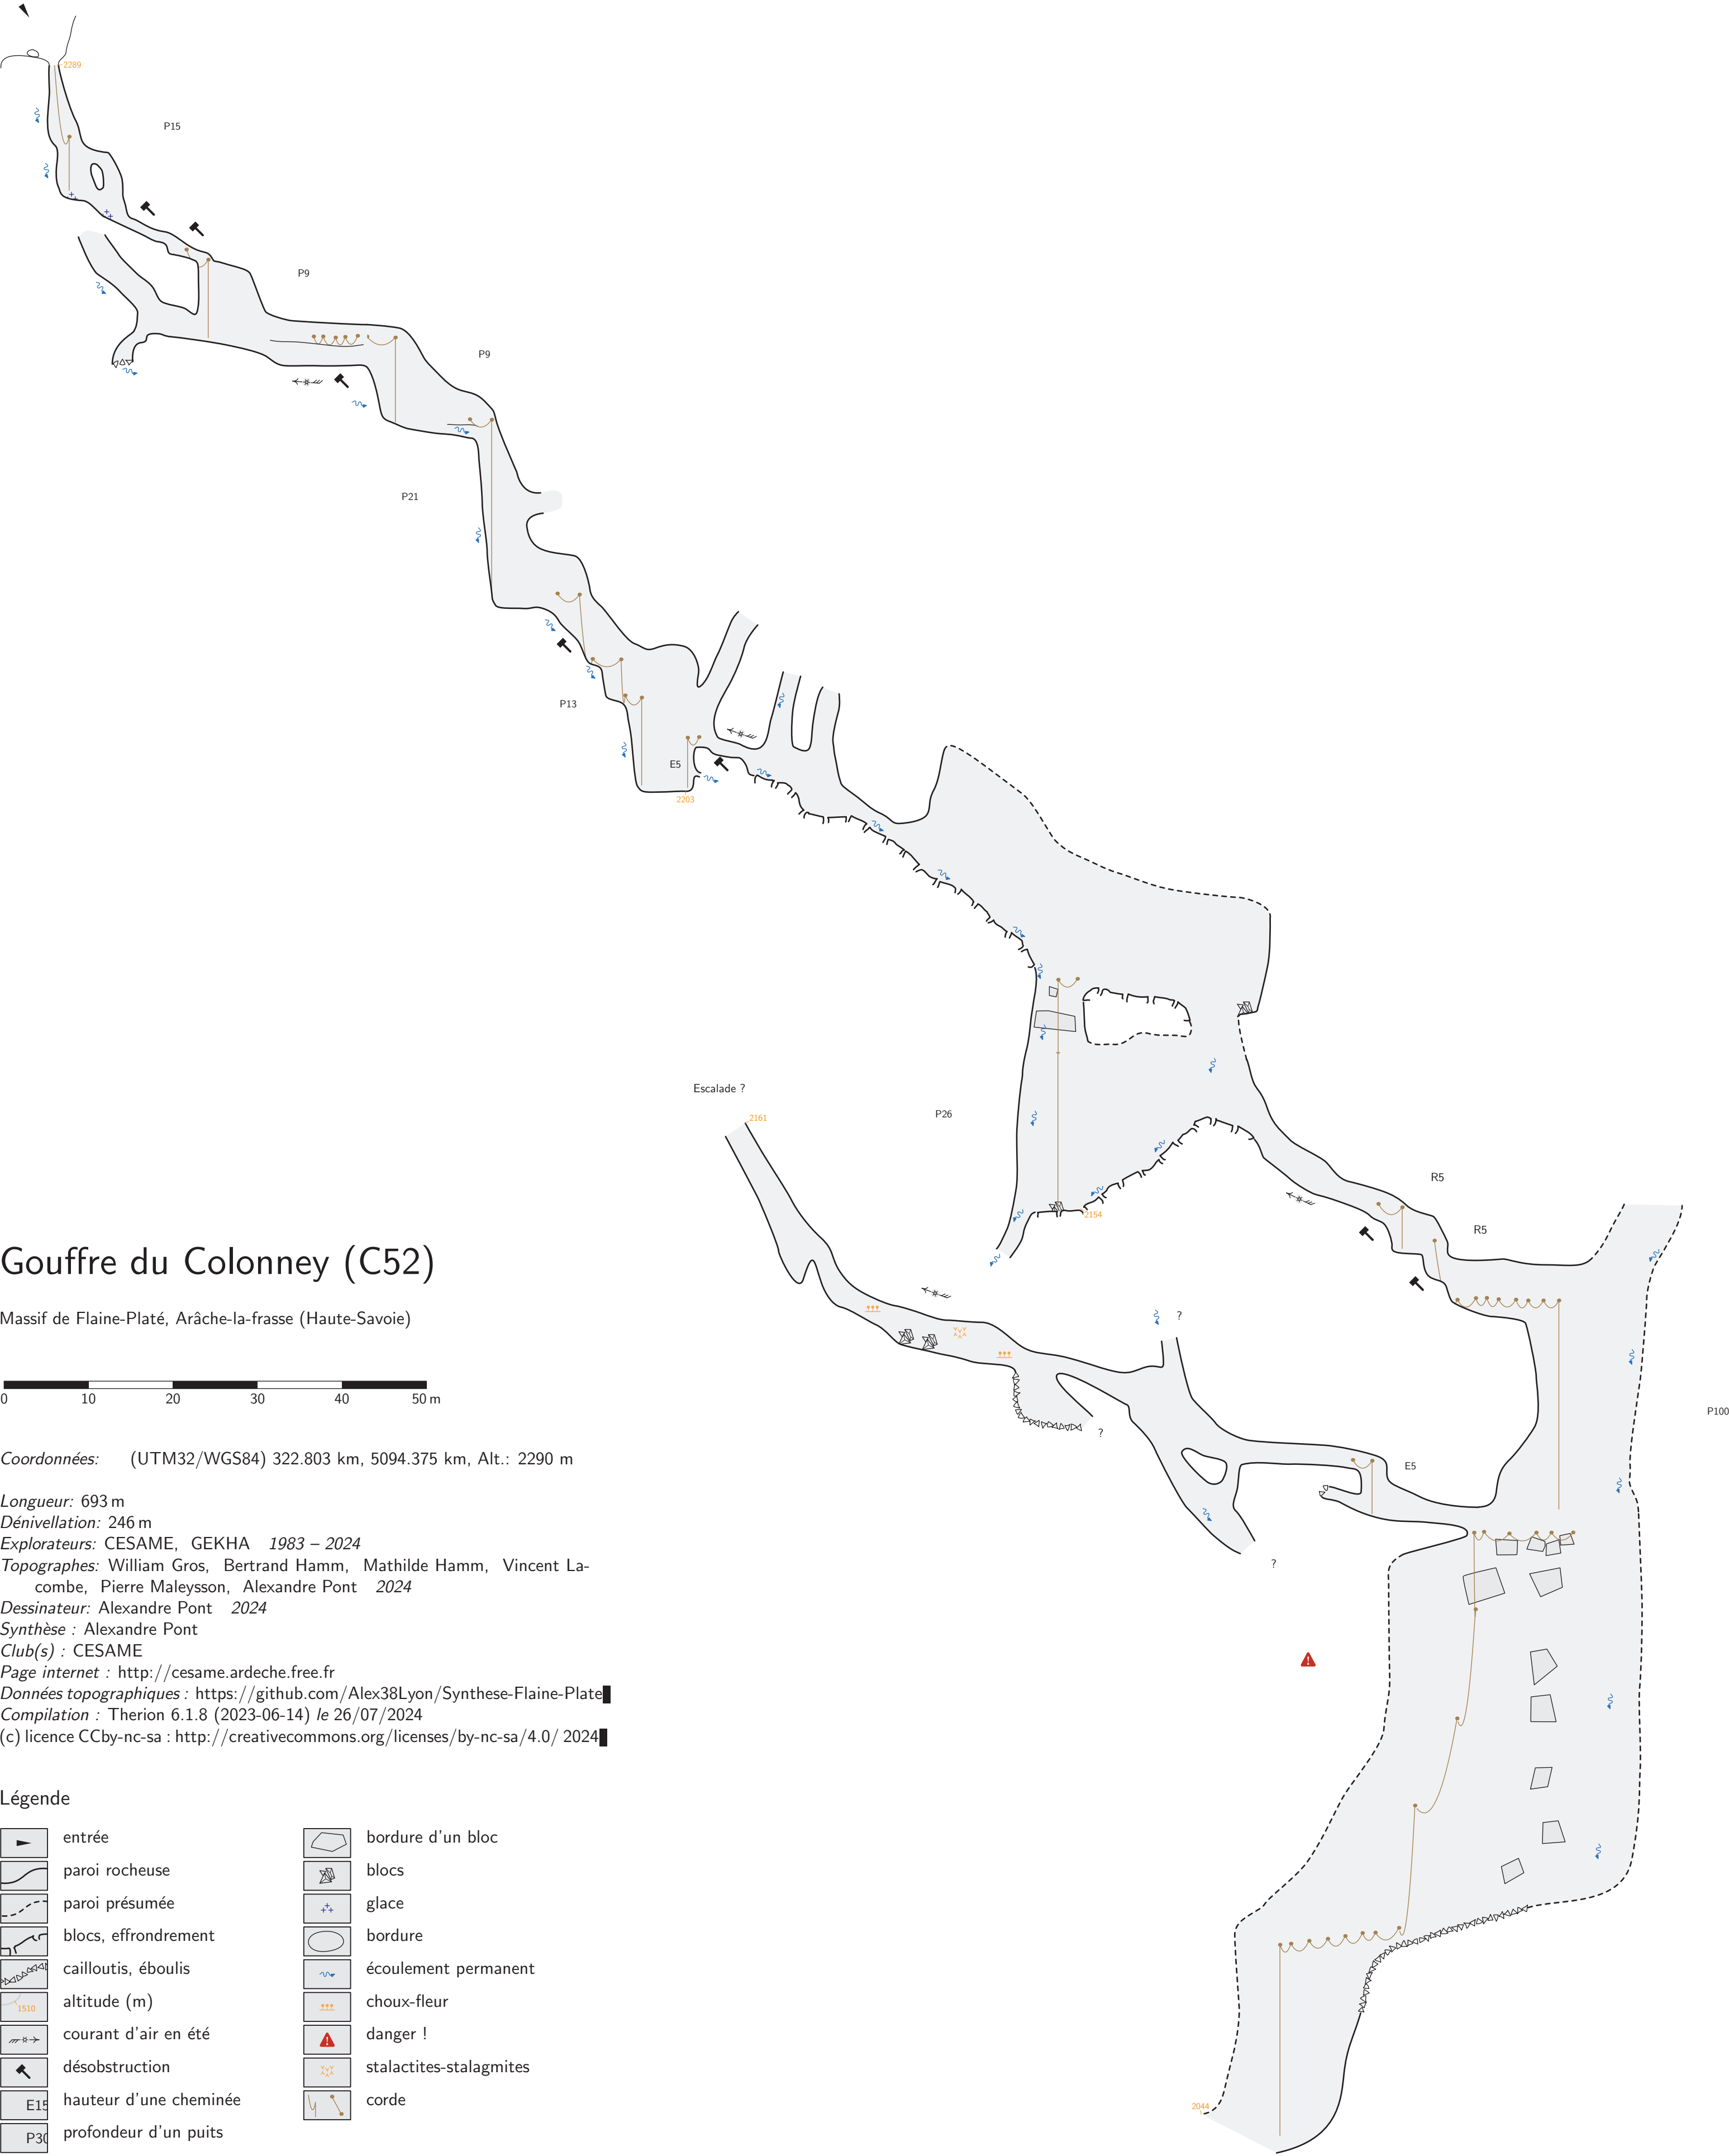 2289
P15
P9
P9
P21
P13
E5
2203
Escalade ?
2161
P26
2154
R5
R5
?
P100
?
E5
?
2044
Gouffre du Colonney (C52)
Massif de Flaine-Platé, Arâche-la-frasse (Haute-Savoie)
0 10 20 30 40 50 m
Coordonnées: (UTM32/WGS84) 322.803 km, 5094.375 km, Alt.: 2290 m
Longueur: 693 m
Dénivellation: 246 m
Explorateurs: CESAME, GEKHA 1983 – 2024
Topographes: William Gros, Bertrand Hamm, Mathilde Hamm, Vincent La-
combe, Pierre Maleysson, Alexandre Pont 2024
Dessinateur: Alexandre Pont 2024
Synthèse : Alexandre Pont
Club(s) : CESAME
Page internet : http://cesame.ardeche.free.fr
Données topographiques : https://github.com/Alex38Lyon/Synthese-Flaine-Plate
Compilation : Therion 6.1.8 (2023-06-14) le 26/07/2024
(c) licence CCby-nc-sa : http://creativecommons.org/licenses/by-nc-sa/4.0/ 2024
Légende
entrée
paroi rocheuse
paroi présumée
blocs, effrondrement
cailloutis, éboulis
1510 altitude (m)
courant d'air en été
désobstruction
E15 hauteur d'une cheminée
P30 profondeur d'un puits
bordure d'un bloc
blocs
glace
bordure
écoulement permanent
choux-fleur
danger !
stalactites-stalagmites
corde